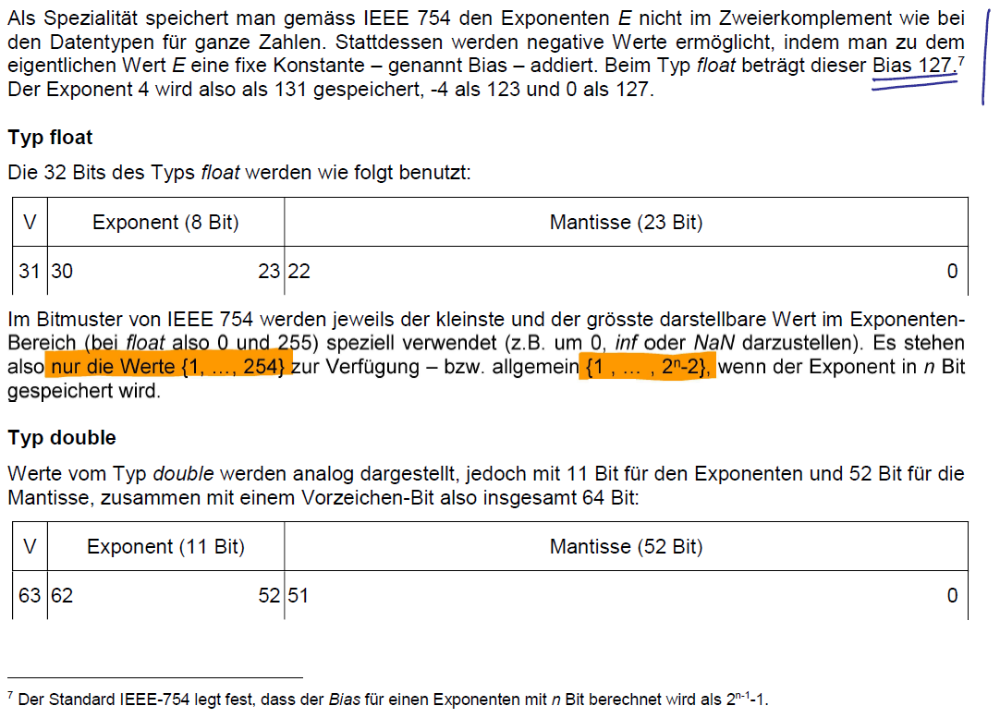 Als Spezialität speichert man gemäss IEEE 754 den Exponenten E nicht im Zweierkomplement wie bei
den Datentypen für ganze Zahlen. Stattdessen werden negative Werte ermöglicht, indem man zu dem
eigentlichen Wert E eine fixe Konstante – genannt Bias – addiert. Beim Typ float beträgt dieser Bias 127.⁷
Der Exponent 4 wird also als 131 gespeichert, -4 als 123 und 0 als 127.
Typ float
Die 32 Bits des Typs float werden wie folgt benutzt:
V Exponent (8 Bit) Mantisse (23 Bit)
31 30 23 22 0
Im Bitmuster von IEEE 754 werden jeweils der kleinste und der grösste darstellbare Wert im Exponenten-
Bereich (bei float also 0 und 255) speziell verwendet (z.B. um 0, inf oder NaN darzustellen). Es stehen
also nur die Werte {1, …, 254} zur Verfügung – bzw. allgemein {1 , … , 2ⁿ-2}, wenn der Exponent in n Bit
gespeichert wird.
Typ double
Werte vom Typ double werden analog dargestellt, jedoch mit 11 Bit für den Exponenten und 52 Bit für die
Mantisse, zusammen mit einem Vorzeichen-Bit also insgesamt 64 Bit:
V Exponent (11 Bit) Mantisse (52 Bit)
63 62 52 51 0
⁷ Der Standard IEEE-754 legt fest, dass der Bias für einen Exponenten mit n Bit berechnet wird als 2ⁿ⁻¹-1.